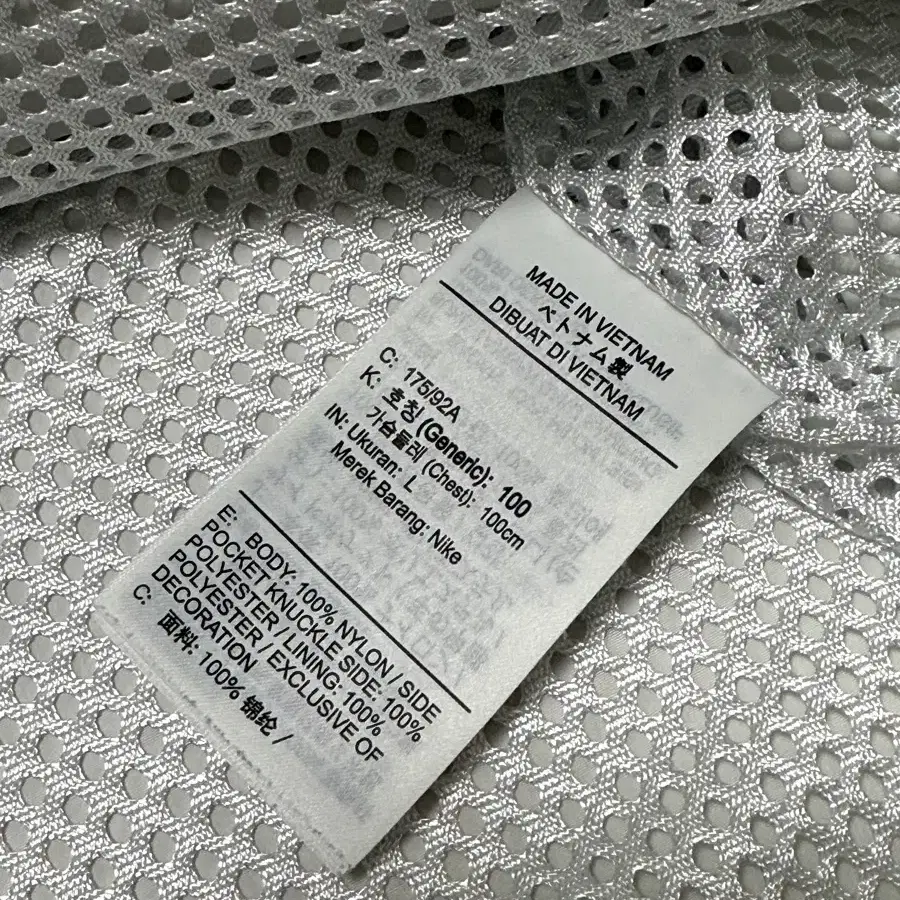 MADE IN VIETNAM
ベトナム製
DIBUAT DI VIETNAM
C: 175/92A
K: 호칭 (Generic): 100
가슴둘레 (Chest): 100cm
IN: Ukuran: L
Merek Barang: Nike
E: BODY: 100% NYLON / SIDE
POCKET KNUCKLE SIDE: 100%
POLYESTER / LINING: 100%
POLYESTER / EXCLUSIVE OF
DECORATION
C: 面料: 100% 锦纶 /